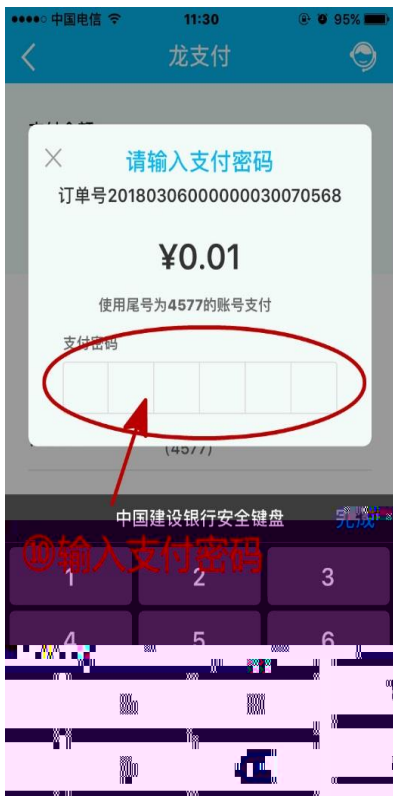 中国电信 11:30 95%
龙支付
请输入支付密码
订单号20180306000000030070568
¥0.01
使用尾号为4577的账号支付
支付密码
(4577)
中国建设银行安全键盘 完成
⑩输入支付密码
1 2 3
4 5 6